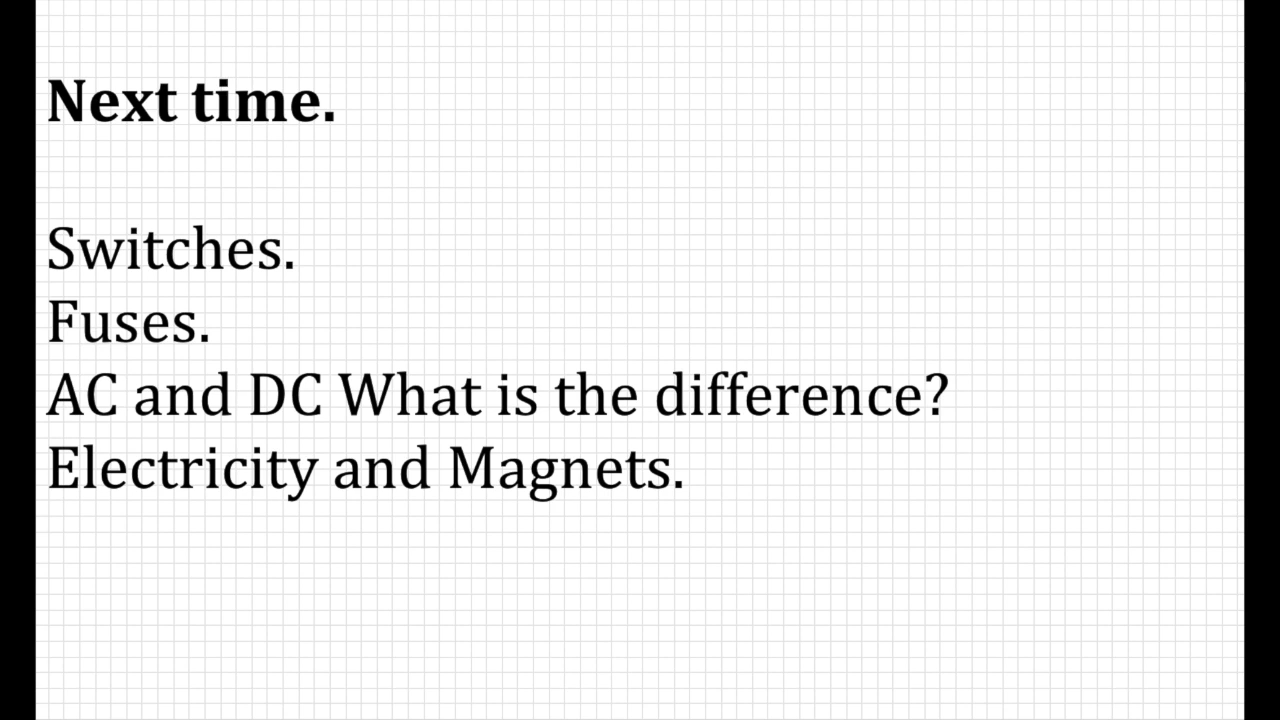 Next time.
Switches.
Fuses.
AC and DC What is the difference?
Electricity and Magnets.